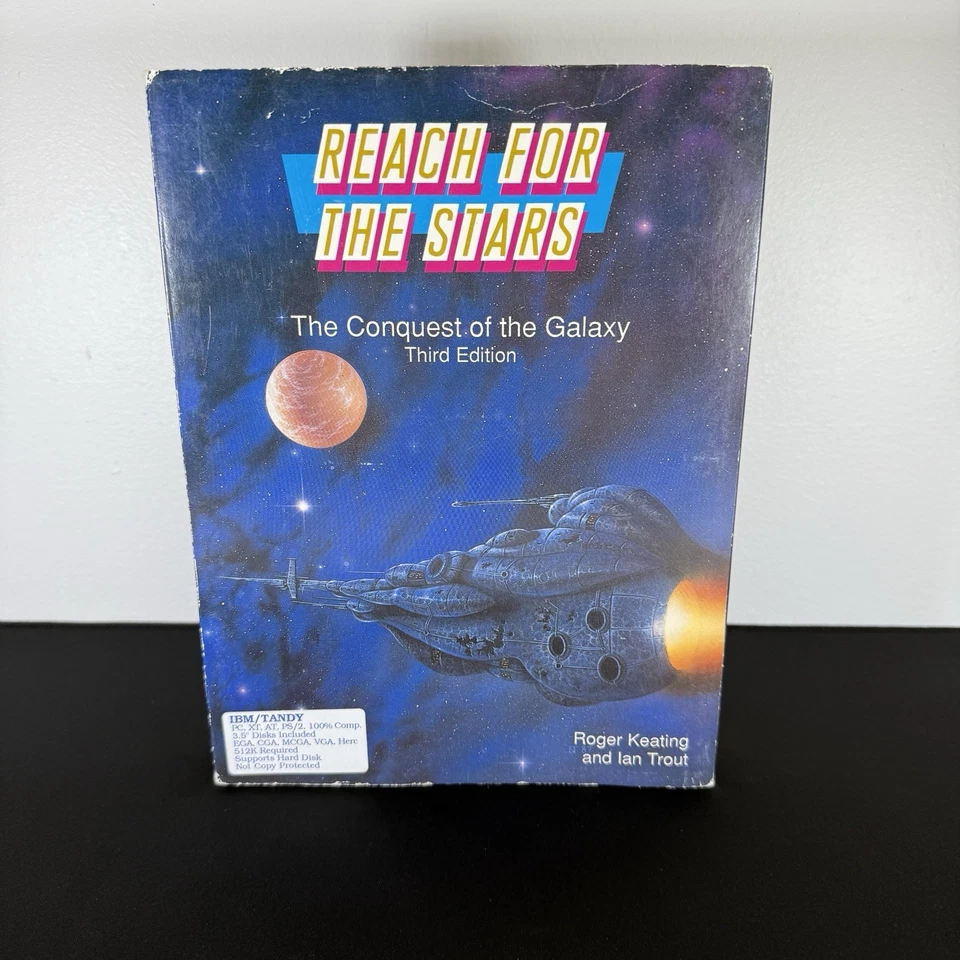 REACH FOR
THE STARS
The Conquest of the Galaxy
Third Edition
IBM/TANDY
PC, XT, AT, PS/2, 100% Comp.
3.5" Disks Included
EGA, CGA, MCGA, VGA, Herc
512K Required
Supports Hard Disk
Not Copy Protected
Roger Keating
and Ian Trout